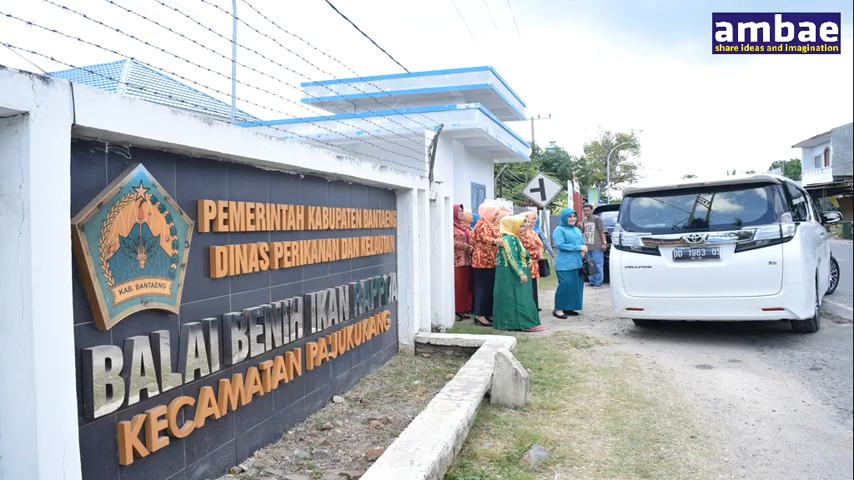 ambae
share ideas and imagination
PEMERINTAH KABUPATEN BANTAENG
DINAS PERIKANAN DAN KELAUTAN
BALAI BENIH IKAN
KECAMATAN PAJUKUKANG
KAB. BANTAENG
DD 1963 OS